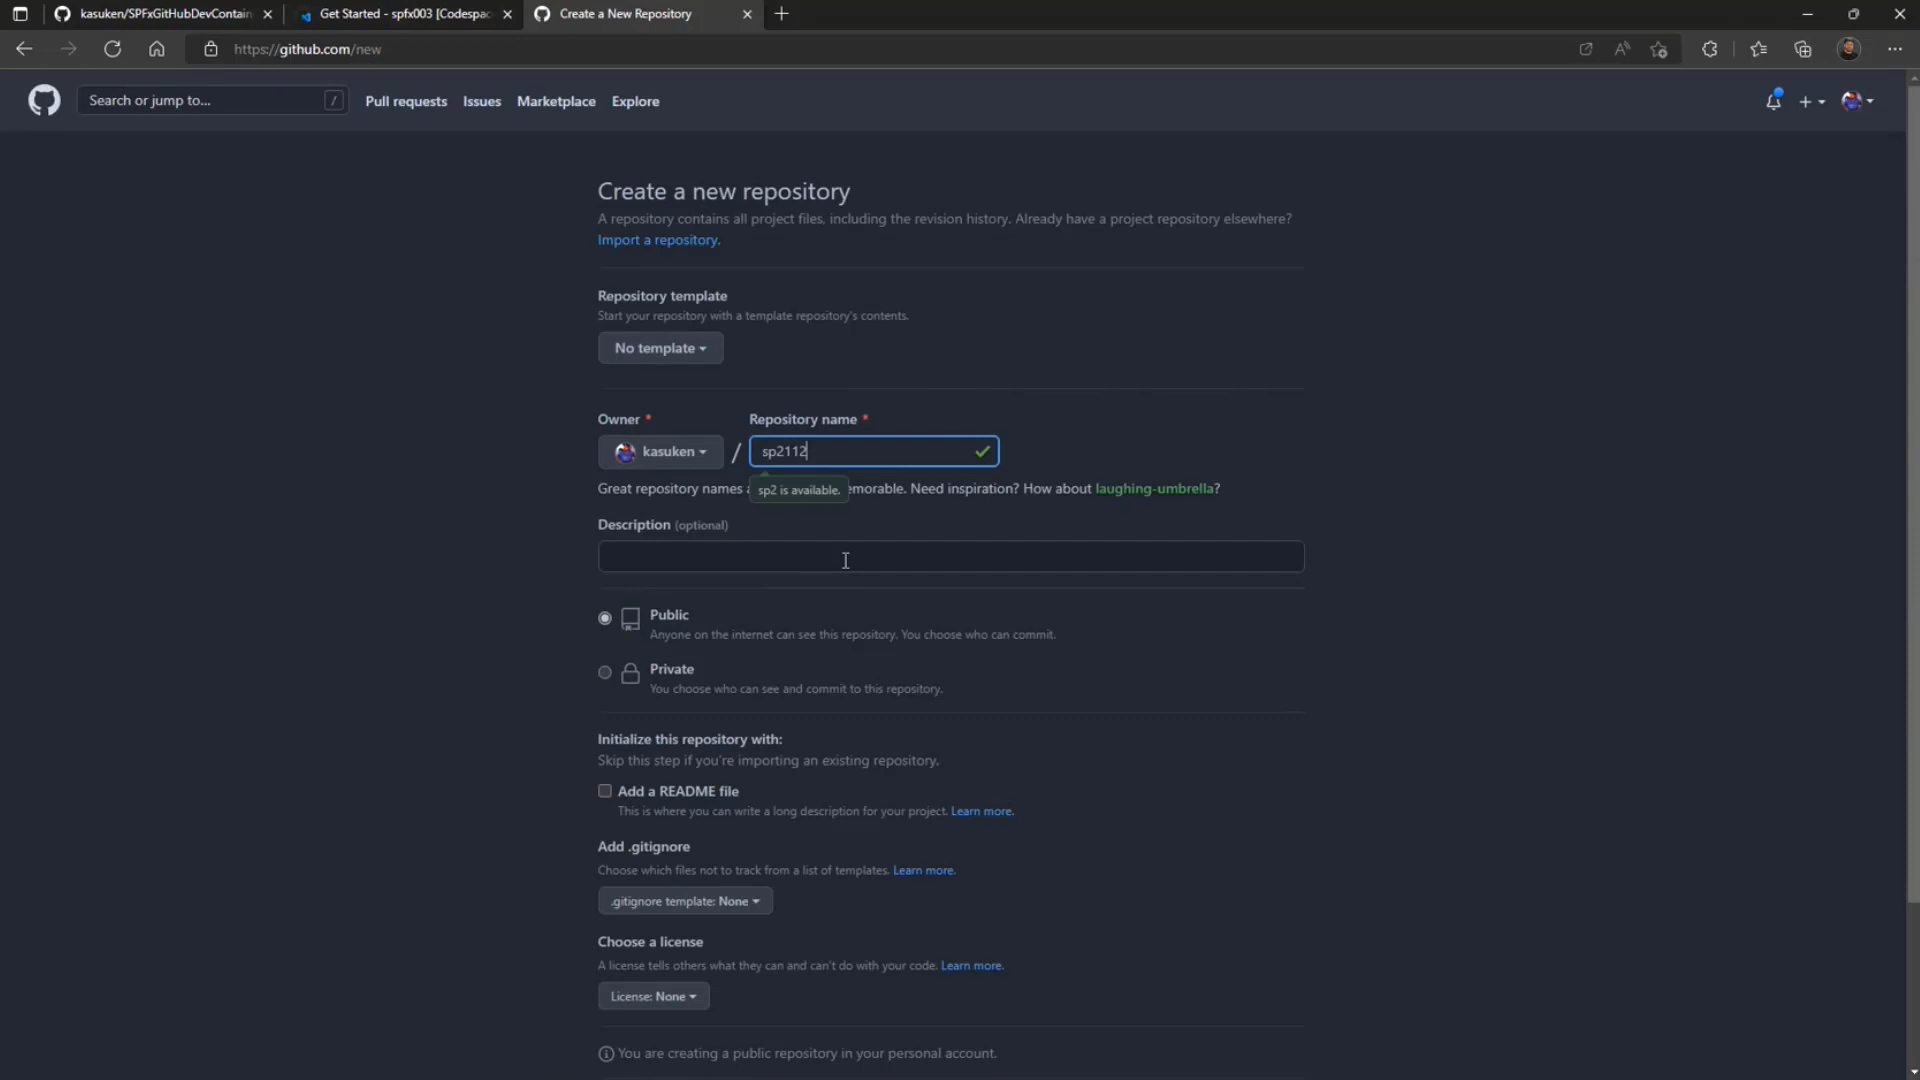 kasuken/SPFxGitHubDevContain
Get Started - spfx003 [Codespac
Create a New Repository
https://github.com/new
Search or jump to...
/
Pull requests
Issues
Marketplace
Explore
Create a new repository
A repository contains all project files, including the revision history. Already have a project repository elsewhere?
Import a repository.
Repository template
Start your repository with a template repository's contents.
No template
Owner *
Repository name *
kasuken
/
sp2112
Great repository names a
sp2 is available.
emorable. Need inspiration? How about laughing-umbrella?
Description (optional)
Public
Anyone on the internet can see this repository. You choose who can commit.
Private
You choose who can see and commit to this repository.
Initialize this repository with:
Skip this step if you're importing an existing repository.
Add a README file
This is where you can write a long description for your project. Learn more.
Add .gitignore
Choose which files not to track from a list of templates. Learn more.
.gitignore template: None
Choose a license
A license tells others what they can and can't do with your code. Learn more.
License: None
You are creating a public repository in your personal account.